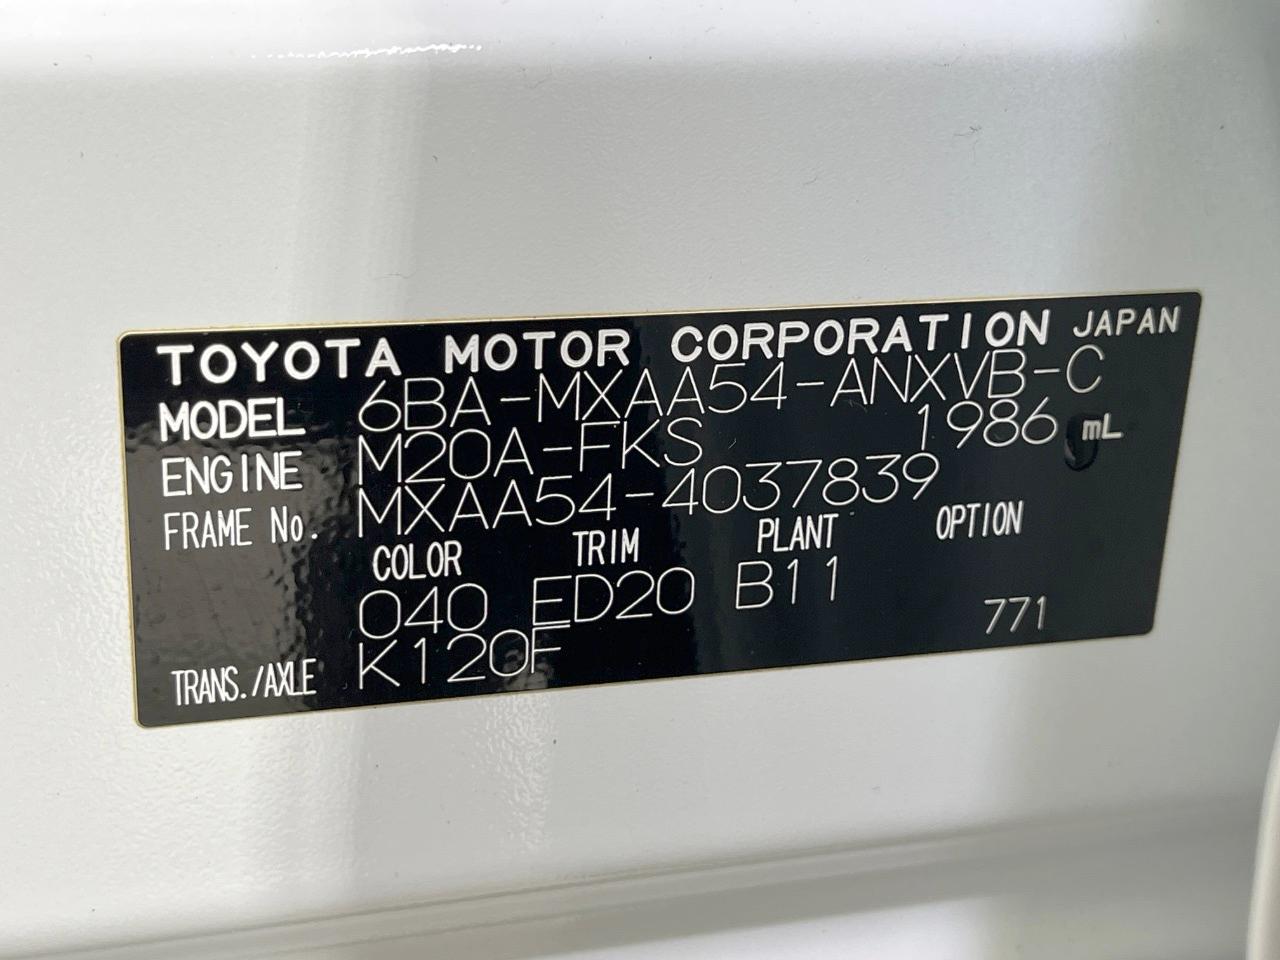 TOYOTA MOTOR CORPORATION JAPAN
MODEL 6BA-MXAA54-ANXVB-C
ENGINE M20A-FKS 1986 mL
FRAME No. MXAA54-4037839
COLOR TRIM PLANT OPTION
040 ED20 B11
TRANS./AXLE K120F 771